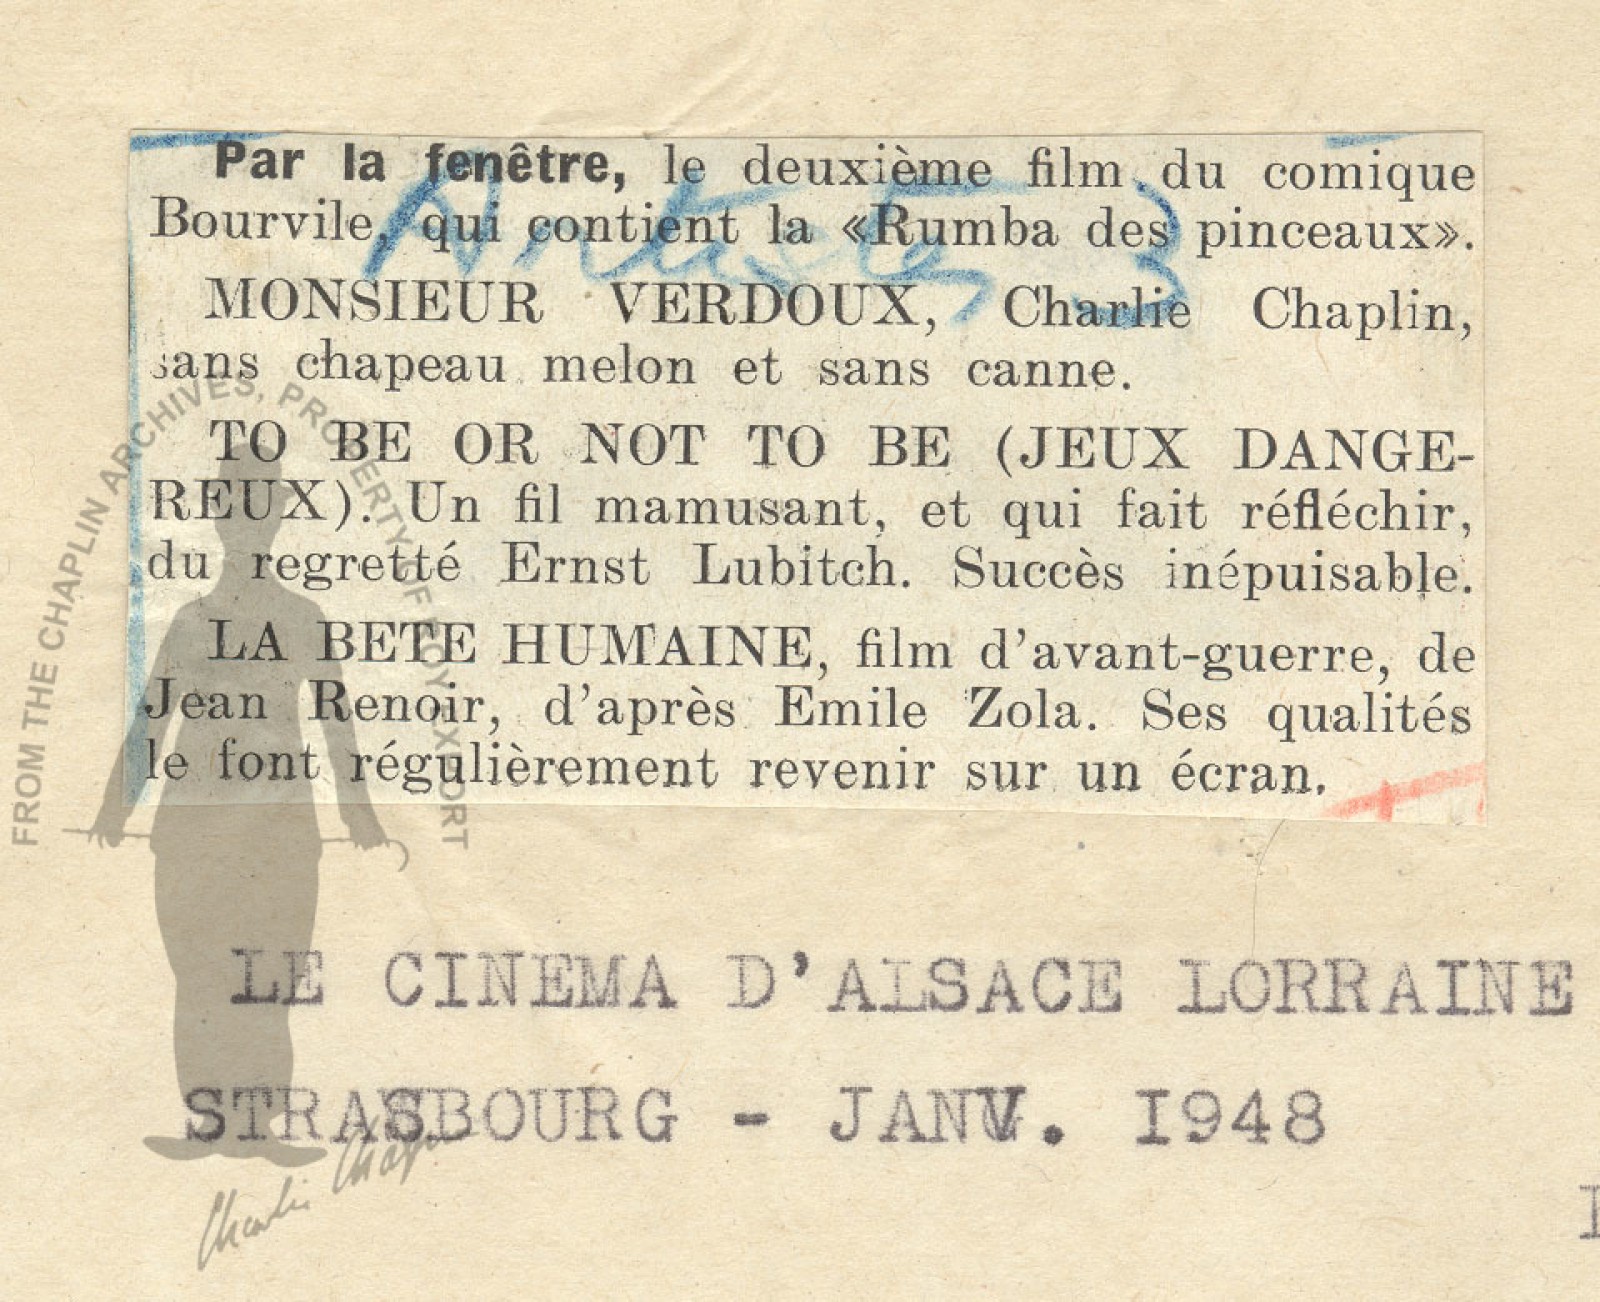 Par la fenêtre, le deuxième film du comique
Bourvile, qui contient la «Rumba des pinceaux».
MONSIEUR VERDOUX, Charlie Chaplin,
sans chapeau melon et sans canne.
TO BE OR NOT TO BE (JEUX DANGE-
REUX). Un fil mamusant, et qui fait réfléchir,
du regretté Ernst Lubitch. Succès inépuisable.
LA BETE HUMAINE, film d'avant-guerre, de
Jean Renoir, d'après Emile Zola. Ses qualités
le font régulièrement revenir sur un écran.
FROM THE CHAPLIN ARCHIVES, PROPERTY OF ROY EXPORT
LE CINEMA D'ALSACE LORRAINE
STRASBOURG - JANV. 1948
Charlie Chaplin